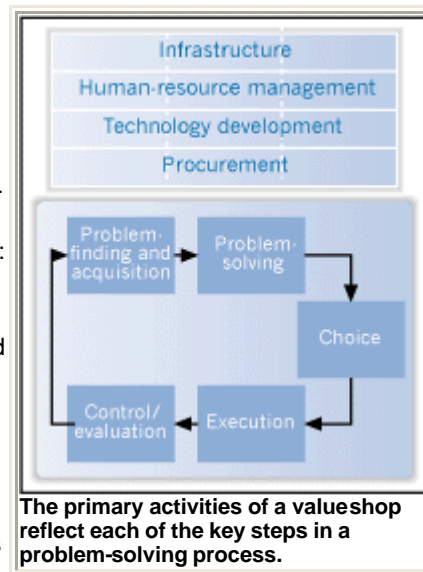 Infrastructure
Human-resource management
Technology development
Procurement
Problem-
finding and
acquisition
Problem-
solving
Choice
Control/
evaluation
Execution
The primary activities of a valueshop
reflect each of the key steps in a
problem-solving process.